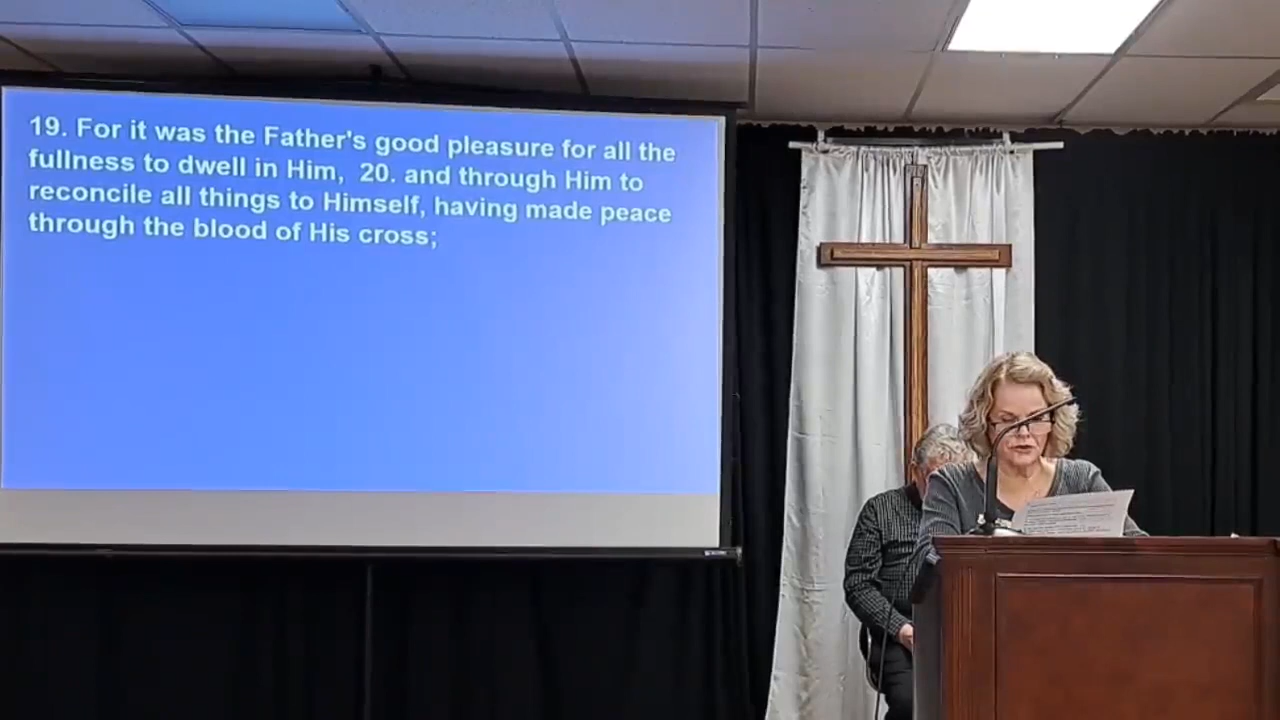 19. For it was the Father's good pleasure for all the
fullness to dwell in Him,  20. and through Him to
reconcile all things to Himself, having made peace
through the blood of His cross;